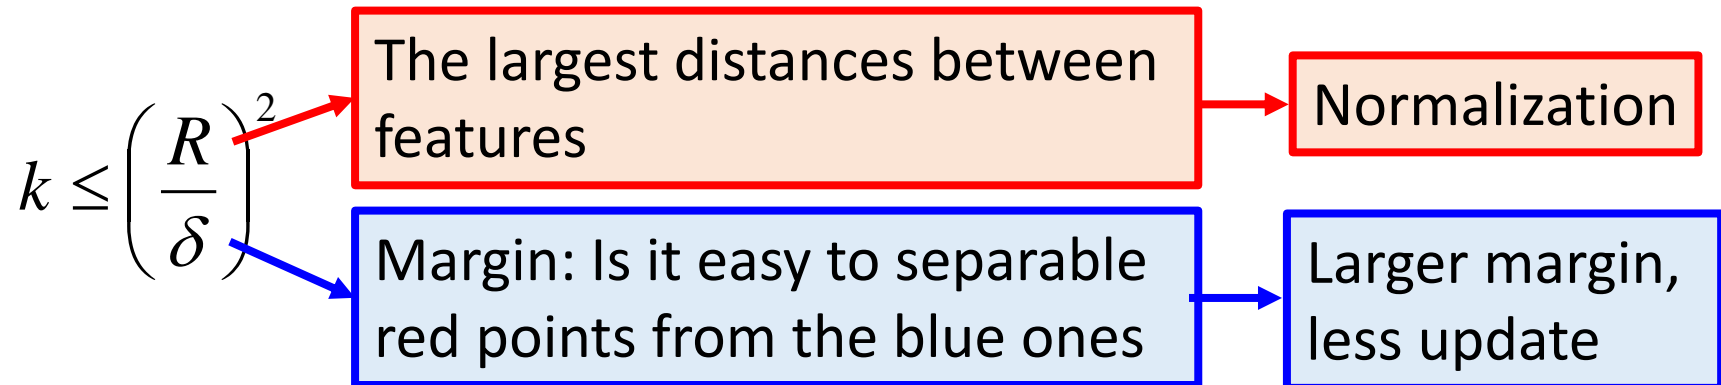 k ≤ (R/δ)²
The largest distances between
features
Normalization
Margin: Is it easy to separable
red points from the blue ones
Larger margin,
less update